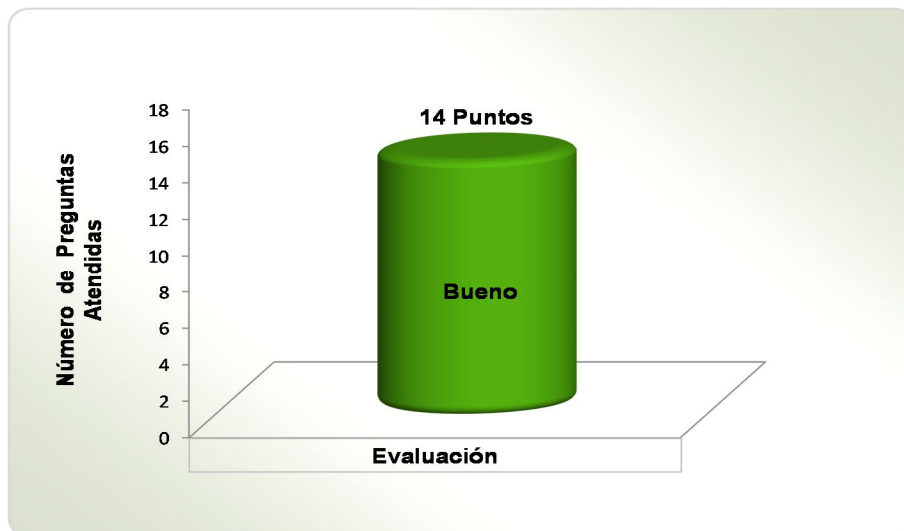 14 Puntos
Número de Preguntas
Atendidas
18
16
14
12
10
8
6
4
2
0
Bueno
Evaluación